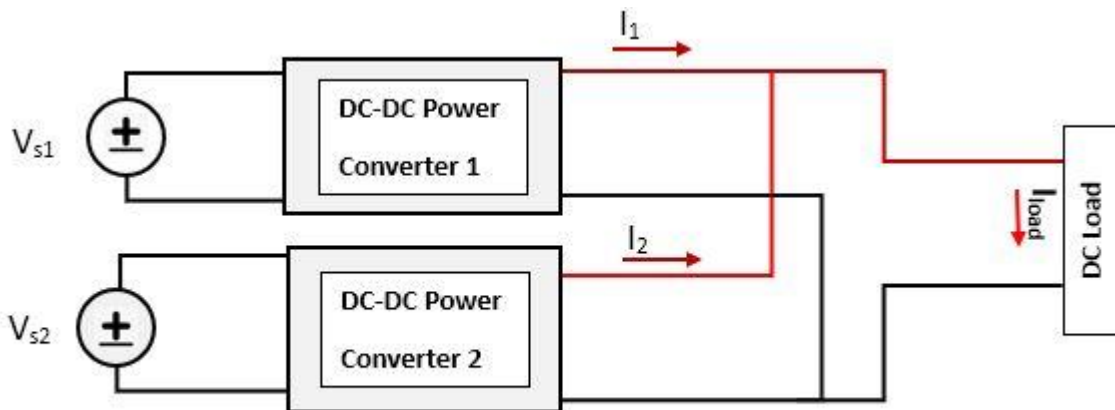 I1
DC-DC Power
Converter 1
Vs1
I2
DC-DC Power
Converter 2
Vs2
Iload
DC Load